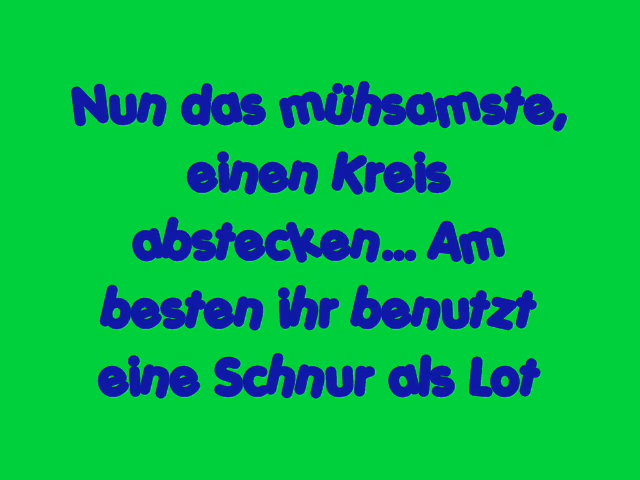 Nun das mühsamste,
einen Kreis
abstecken... Am
besten ihr benutzt
eine Schnur als Lot